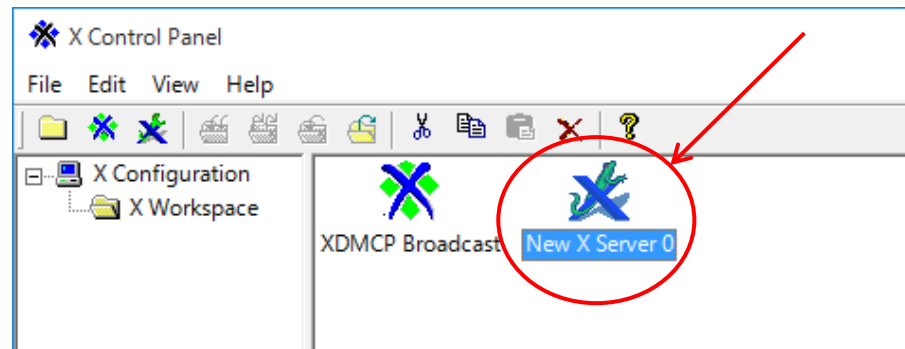 X Control Panel
File Edit View Help
X Configuration
X Workspace
XDMCP Broadcast
New X Server 0